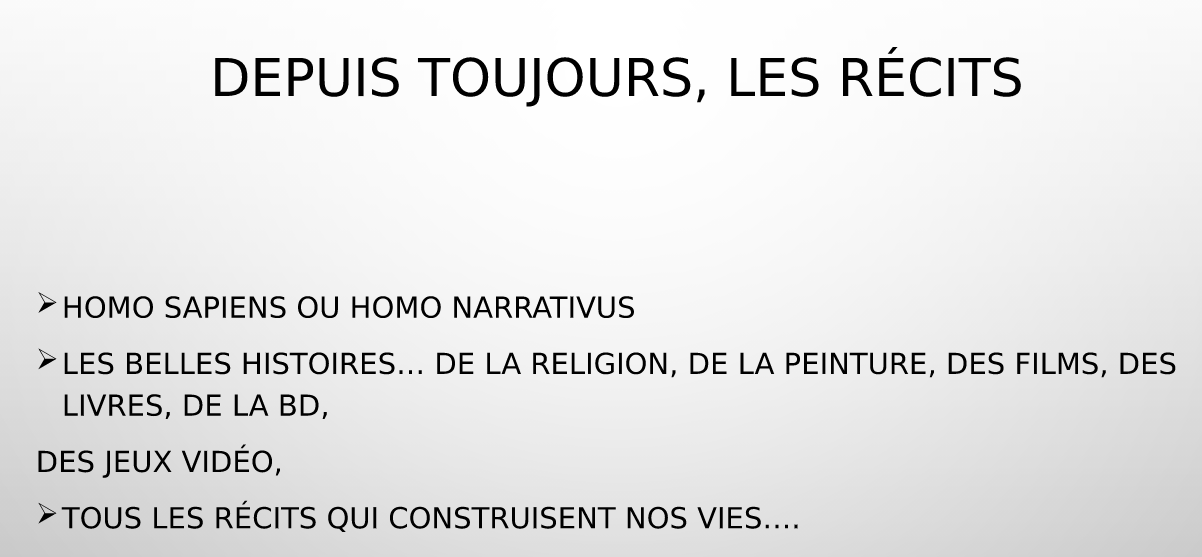 DEPUIS TOUJOURS, LES RÉCITS
➢HOMO SAPIENS OU HOMO NARRATIVUS
➢LES BELLES HISTOIRES… DE LA RELIGION, DE LA PEINTURE, DES FILMS, DES
LIVRES, DE LA BD,
DES JEUX VIDÉO,
➢TOUS LES RÉCITS QUI CONSTRUISENT NOS VIES….